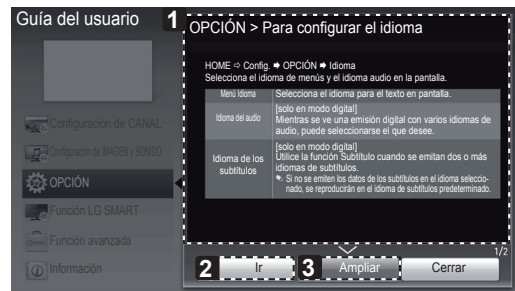 Guía del usuario
1
OPCIÓN > Para configurar el idioma
HOME ⇨ Config. ➡ OPCIÓN ➡ Idioma
Selecciona el idioma de menús y el idioma audio en la pantalla.
Menú Idioma
Selecciona el idioma para el texto en pantalla.
Idioma del audio
[solo en modo digital]
Mientras se ve una emisión digital con varios idiomas de
audio, puede seleccionarse el que desee.
Idioma de los
subtítulos
[solo en modo digital]
Utilice la función Subtítulo cuando se emitan dos o más
idiomas de subtítulos.
Si no se emiten los datos de los subtítulos en el idioma seleccio-
nado, se reproducirán en el idioma de subtítulos predeterminado.
Configuración de CANAL
Configuración de IMAGEN y SONIDO
OPCIÓN
Función LG SMART
Función avanzada
Información
1/2
2
Ir
3
Ampliar
Cerrar